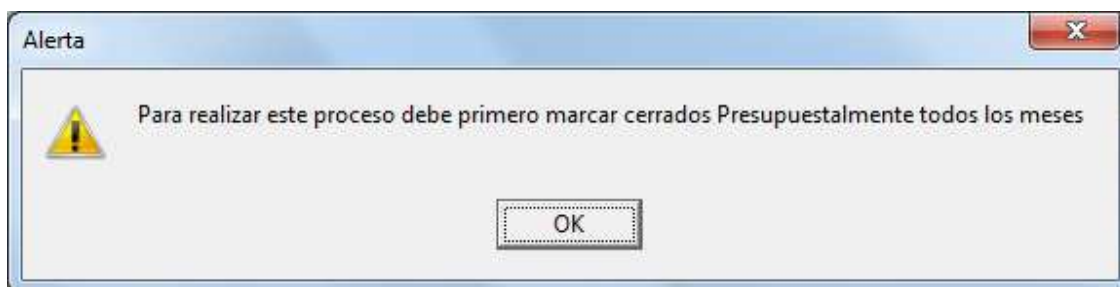 Alerta
Para realizar este proceso debe primero marcar cerrados Presupuestalmente todos los meses
OK